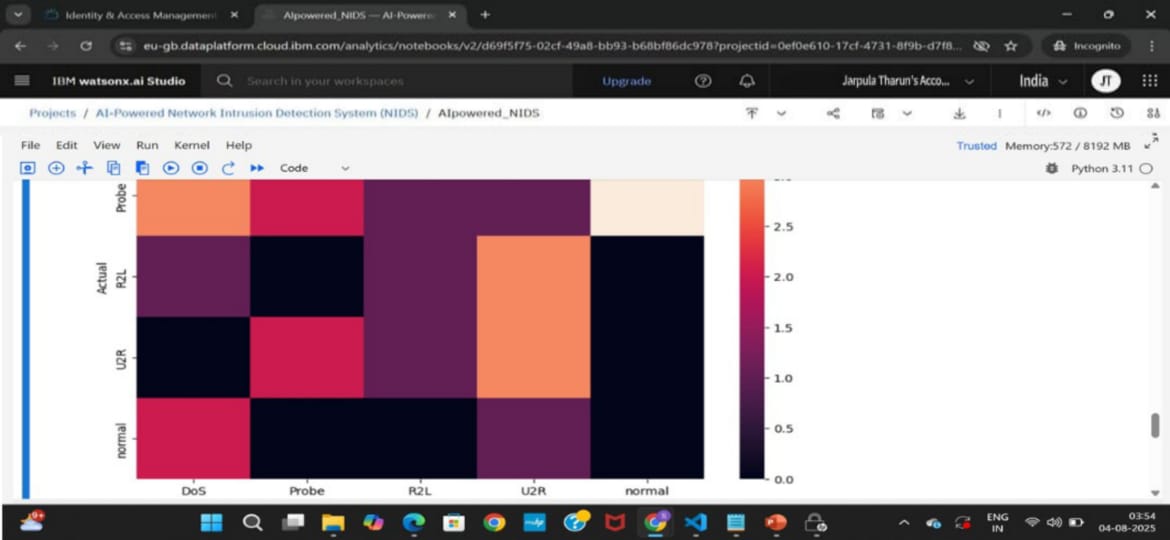 Identity & Access Management
AIpowered_NIDS — AI-Powere
eu-gb.dataplatform.cloud.ibm.com/analytics/notebooks/v2/d69f5f75-02cf-49a8-bb93-b68bf86dc978?projectid=0ef0e610-17cf-4731-8f9b-d7f8...
Incognito
IBM watsonx.ai Studio
Search in your workspaces
Upgrade
Jarpula Tharun's Acco...
India
JT
Projects / AI-Powered Network Intrusion Detection System (NIDS) / AIpowered_NIDS
File Edit View Run Kernel Help
Trusted Memory:572 / 8192 MB
Code
Python 3.11
Probe
Actual
R2L
U2R
normal
2.5
2.0
1.5
1.0
0.5
0.0
DoS Probe R2L U2R normal
9+
ENG
IN
03:54
04-08-2025